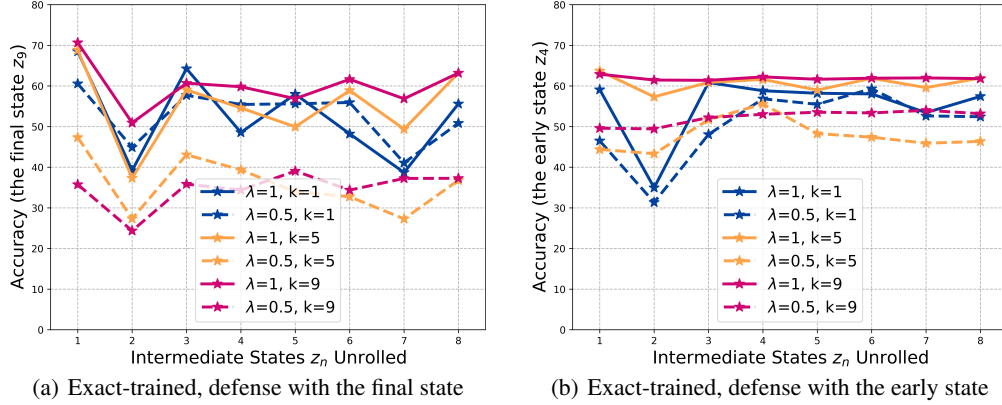 80
70
60
50
40
30
20
10
0
Accuracy (the final state z9)
λ=1, k=1
λ=0.5, k=1
λ=1, k=5
λ=0.5, k=5
λ=1, k=9
λ=0.5, k=9
1 2 3 4 5 6 7 8
Intermediate States zn Unrolled
(a) Exact-trained, defense with the final state
80
70
60
50
40
30
20
10
0
Accuracy (the early state z4)
λ=1, k=1
λ=0.5, k=1
λ=1, k=5
λ=0.5, k=5
λ=1, k=9
λ=0.5, k=9
1 2 3 4 5 6 7 8
Intermediate States zn Unrolled
(b) Exact-trained, defense with the early state